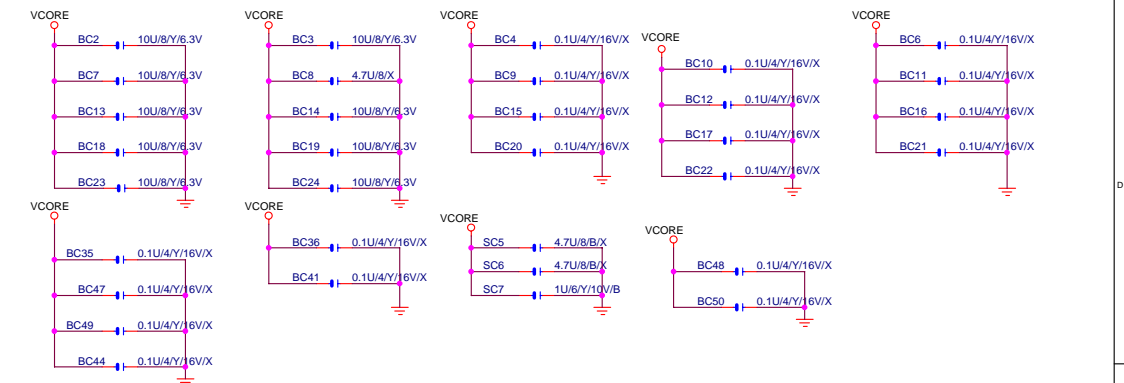 VCORE
BC2 10U/8/Y/6.3V
BC7 10U/8/Y/6.3V
BC13 10U/8/Y/6.3V
BC18 10U/8/Y/6.3V
BC23 10U/8/Y/6.3V
VCORE
BC3 10U/8/Y/6.3V
BC8 4.7U/8/X
BC14 10U/8/Y/6.3V
BC19 10U/8/Y/6.3V
BC24 10U/8/Y/6.3V
VCORE
BC4 0.1U/4/Y/16V/X
BC9 0.1U/4/Y/16V/X
BC15 0.1U/4/Y/16V/X
BC20 0.1U/4/Y/16V/X
VCORE
BC10 0.1U/4/Y/16V/X
BC12 0.1U/4/Y/16V/X
BC17 0.1U/4/Y/16V/X
BC22 0.1U/4/Y/16V/X
VCORE
BC6 0.1U/4/Y/16V/X
BC11 0.1U/4/Y/16V/X
BC16 0.1U/4/Y/16V/X
BC21 0.1U/4/Y/16V/X
D
VCORE
BC35 0.1U/4/Y/16V/X
BC47 0.1U/4/Y/16V/X
BC49 0.1U/4/Y/16V/X
BC44 0.1U/4/Y/16V/X
VCORE
BC36 0.1U/4/Y/16V/X
BC41 0.1U/4/Y/16V/X
VCORE
SC5 4.7U/8/B/X
SC6 4.7U/8/B/X
SC7 1U/6/Y/10V/B
VCORE
BC48 0.1U/4/Y/16V/X
BC50 0.1U/4/Y/16V/X